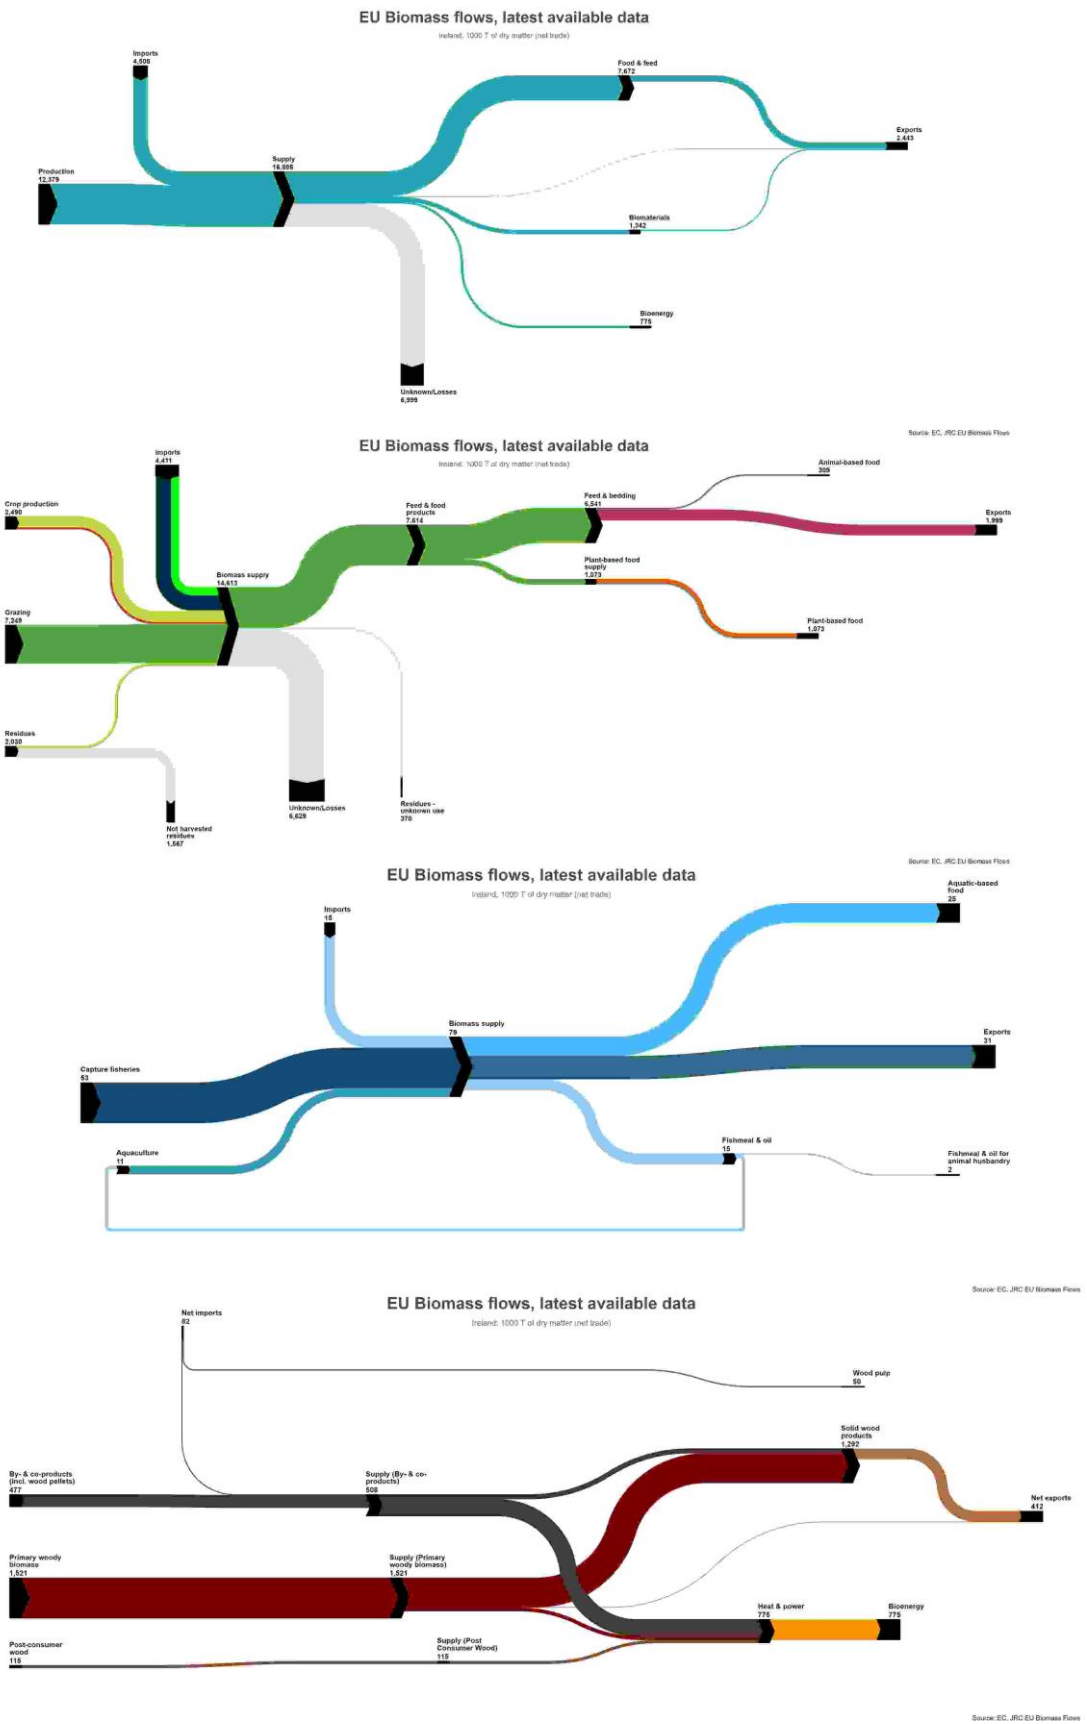 EU Biomass flows, latest available data
Ireland, 1000 T of dry matter (net trade)
Imports
4,508
Food & feed
7,672
Exports
2,443
Supply
16,888
Production
12,379
Biomaterials
1,342
Bioenergy
775
Unknown/Losses
6,999
Source: EC, JRC EU Biomass Flows
EU Biomass flows, latest available data
Ireland, 1000 T of dry matter (net trade)
Imports
4,411
Animal-based food
309
Crop production
2,490
Feed & food
products
7,614
Feed & bedding
6,541
Exports
1,999
Plant-based food
supply
1,073
Biomass supply
14,613
Grazing
7,249
Plant-based food
1,073
Residues
2,030
Unknown/Losses
6,629
Residues -
unknown use
370
Not harvested
residues
1,567
Source: EC, JRC EU Biomass Flows
EU Biomass flows, latest available data
Ireland, 1000 T of dry matter (net trade)
Aquatic-based
food
25
Imports
15
Biomass supply
79
Exports
31
Capture fisheries
53
Fishmeal & oil
15
Aquaculture
11
Fishmeal & oil for
animal husbandry
2
Source: EC, JRC EU Biomass Flows
EU Biomass flows, latest available data
Ireland, 1000 T of dry matter (net trade)
Net imports
82
Wood pulp
50
Solid wood
products
1,292
By- & co-products
(incl. wood pellets)
477
Supply (By- & co-
products)
508
Net exports
412
Primary woody
biomass
1,521
Supply (Primary
woody biomass)
1,521
Heat & power
775
Bioenergy
775
Post-consumer
wood
115
Supply (Post
Consumer Wood)
115
Source: EC, JRC EU Biomass Flows